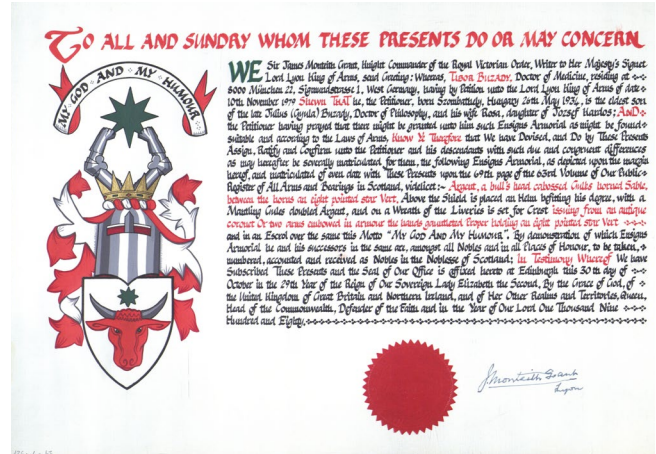 TO ALL AND SUNDRY WHOM THESE PRESENTS DO OR MAY CONCERN
MY GOD AND MY HUMOUR
WE Sir James Monteith Grant, Knight Commander of the Royal Victorian Order, Writer to Her Majesty's Signet
Lord Lyon King of Arms, send Greeting: Whereas, TIBOR BUZADY, Doctor of Medicine, residing at
8000 München 22, Sigmundstrasse 1, West Germany, having by Petition unto the Lord Lyon King of Arms of date
10th November 1979 SHEWN THAT he, the Petitioner, born Szombathely, Hungary 26th May 1934, is the eldest son
of the late Julius (Gyula) Buzady, Doctor of Philosophy, and his wife Rosa, daughter of Jozsef Hardos; AND
the Petitioner having prayed that there might be granted unto him such Ensigns Armorial as might be found
suitable and according to the Laws of Arms, Know Ye Therefore that We have Devised, and Do by These Presents
Assign, Ratify and Confirm unto the Petitioner and his descendants with such due and congruent differences
as may hereafter be severally matriculated for them, the following Ensigns Armorial, as depicted upon the margin
hereof, and matriculated of even date with These Presents upon the 69th page of the 63rd Volume of Our Public
Register of All Arms and Bearings in Scotland, videlicet:~ Argent, a bull's head cabossed Gules horned Sable,
between the horns an eight pointed star Vert. Above the Shield is placed an Helm befitting his degree, with a
Mantling Gules doubled Argent, and on a Wreath of the Liveries is set for Crest issuing from an antique
coronet Or two arms embowed in armour the hands gauntleted Proper holding an eight pointed star Vert
and in an Escrol over the same this Motto "MY GOD AND MY HUMOUR", By demonstration of which Ensigns
Armorial he and his successors in the same are, amongst all Nobles and in all Places of Honour, to be taken,
numbered, accounted and received as Nobles in the Noblesse of Scotland; In Testimony Whereof We have
Subscribed These Presents and the Seal of Our Office is affixed hereto at Edinburgh this 30th day of
October in the 29th Year of the Reign of Our Sovereign Lady Elizabeth the Second, By the Grace of God, of
the United Kingdom of Great Britain and Northern Ireland, and of Her Other Realms and Territories, Queen,
Head of the Commonwealth, Defender of the Faith and in the Year of Our Lord One Thousand Nine
Hundred and Eighty.
J Monteith Grant
Lyon